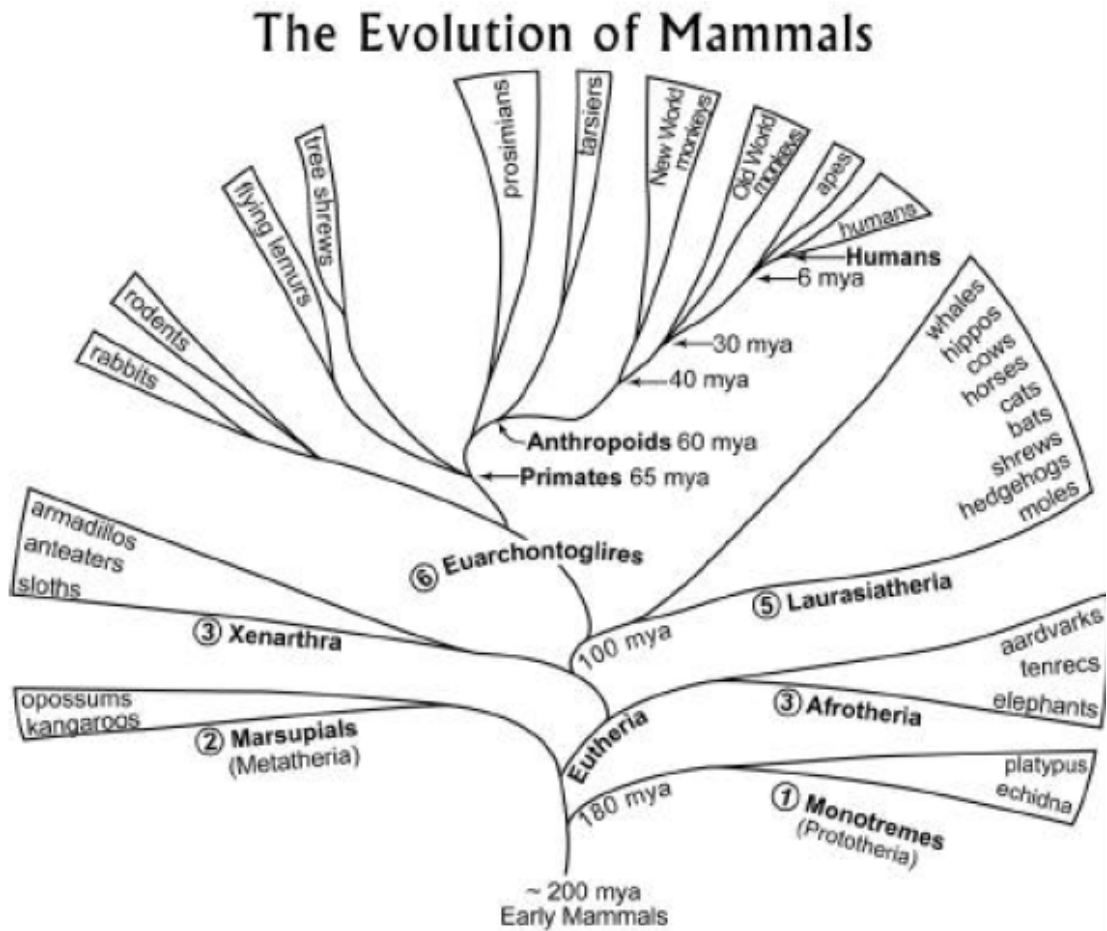 The Evolution of Mammals
prosimians
tarsiers
New World
monkeys
Old World
monkeys
apes
humans
tree shrews
flying lemurs
rodents
rabbits
Humans
6 mya
30 mya
40 mya
Anthropoids 60 mya
Primates 65 mya
whales
hippos
cows
horses
cats
bats
shrews
hedgehogs
moles
armadillos
anteaters
sloths
③ Xenarthra
⑥ Euarchontoglires
⑤ Laurasiatheria
100 mya
aardvarks
tenrecs
elephants
③ Afrotheria
opossums
kangaroos
② Marsupials
(Metatheria)
Eutheria
180 mya
platypus
echidna
① Monotremes
(Prototheria)
~ 200 mya
Early Mammals